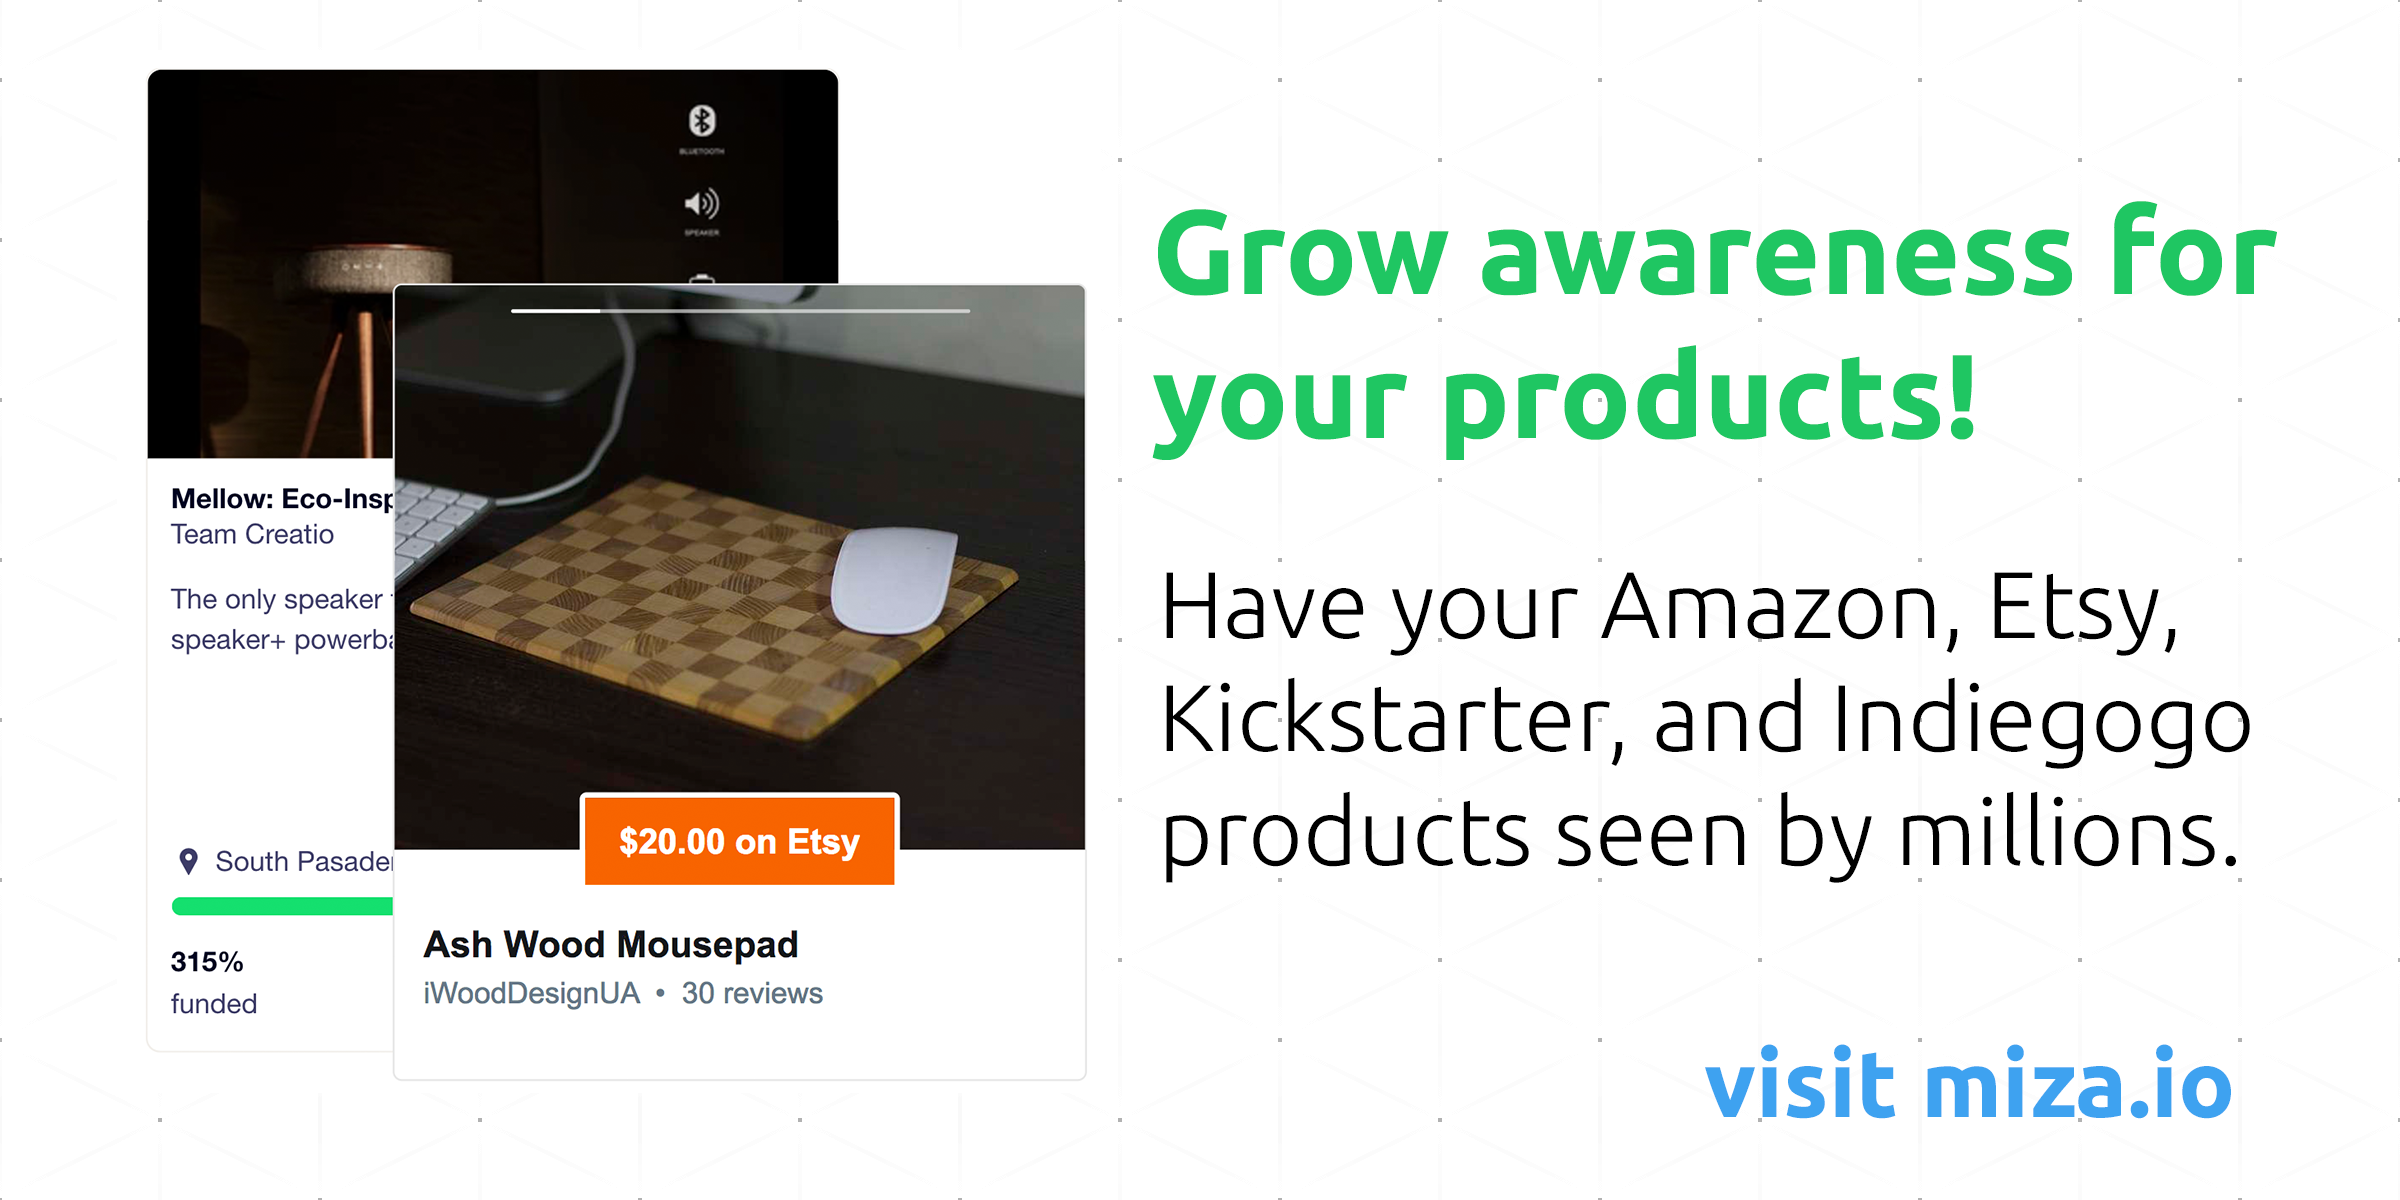 BLUETOOTH
SPEAKER
Mellow: Eco-Insp
Team Creatio
The only speaker
speaker+ powerba
South Pasade
315%
funded
$20.00 on Etsy
Ash Wood Mousepad
iWoodDesignUA • 30 reviews
Grow awareness for
your products!
Have your Amazon, Etsy,
Kickstarter, and Indiegogo
products seen by millions.
visit miza.io